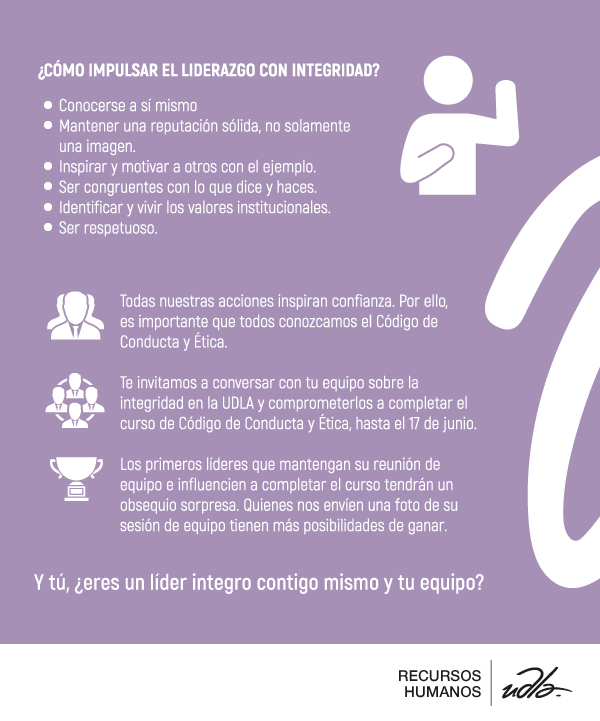 ¿CÓMO IMPULSAR EL LIDERAZGO CON INTEGRIDAD?
Conocerse a sí mismo
Mantener una reputación sólida, no solamente
una imagen.
Inspirar y motivar a otros con el ejemplo.
Ser congruentes con lo que dice y haces.
Identificar y vivir los valores institucionales.
Ser respetuoso.
Todas nuestras acciones inspiran confianza. Por ello,
es importante que todos conozcamos el Código de
Conducta y Ética.
Te invitamos a conversar con tu equipo sobre la
integridad en la UDLA y comprometerlos a completar el
curso de Código de Conducta y Ética, hasta el 17 de junio.
Los primeros líderes que mantengan su reunión de
equipo e influencien a completar el curso tendrán un
obsequio sorpresa. Quienes nos envíen una foto de su
sesión de equipo tienen más posibilidades de ganar.
Y tú, ¿eres un líder integro contigo mismo y tu equipo?
RECURSOS
HUMANOS
udla